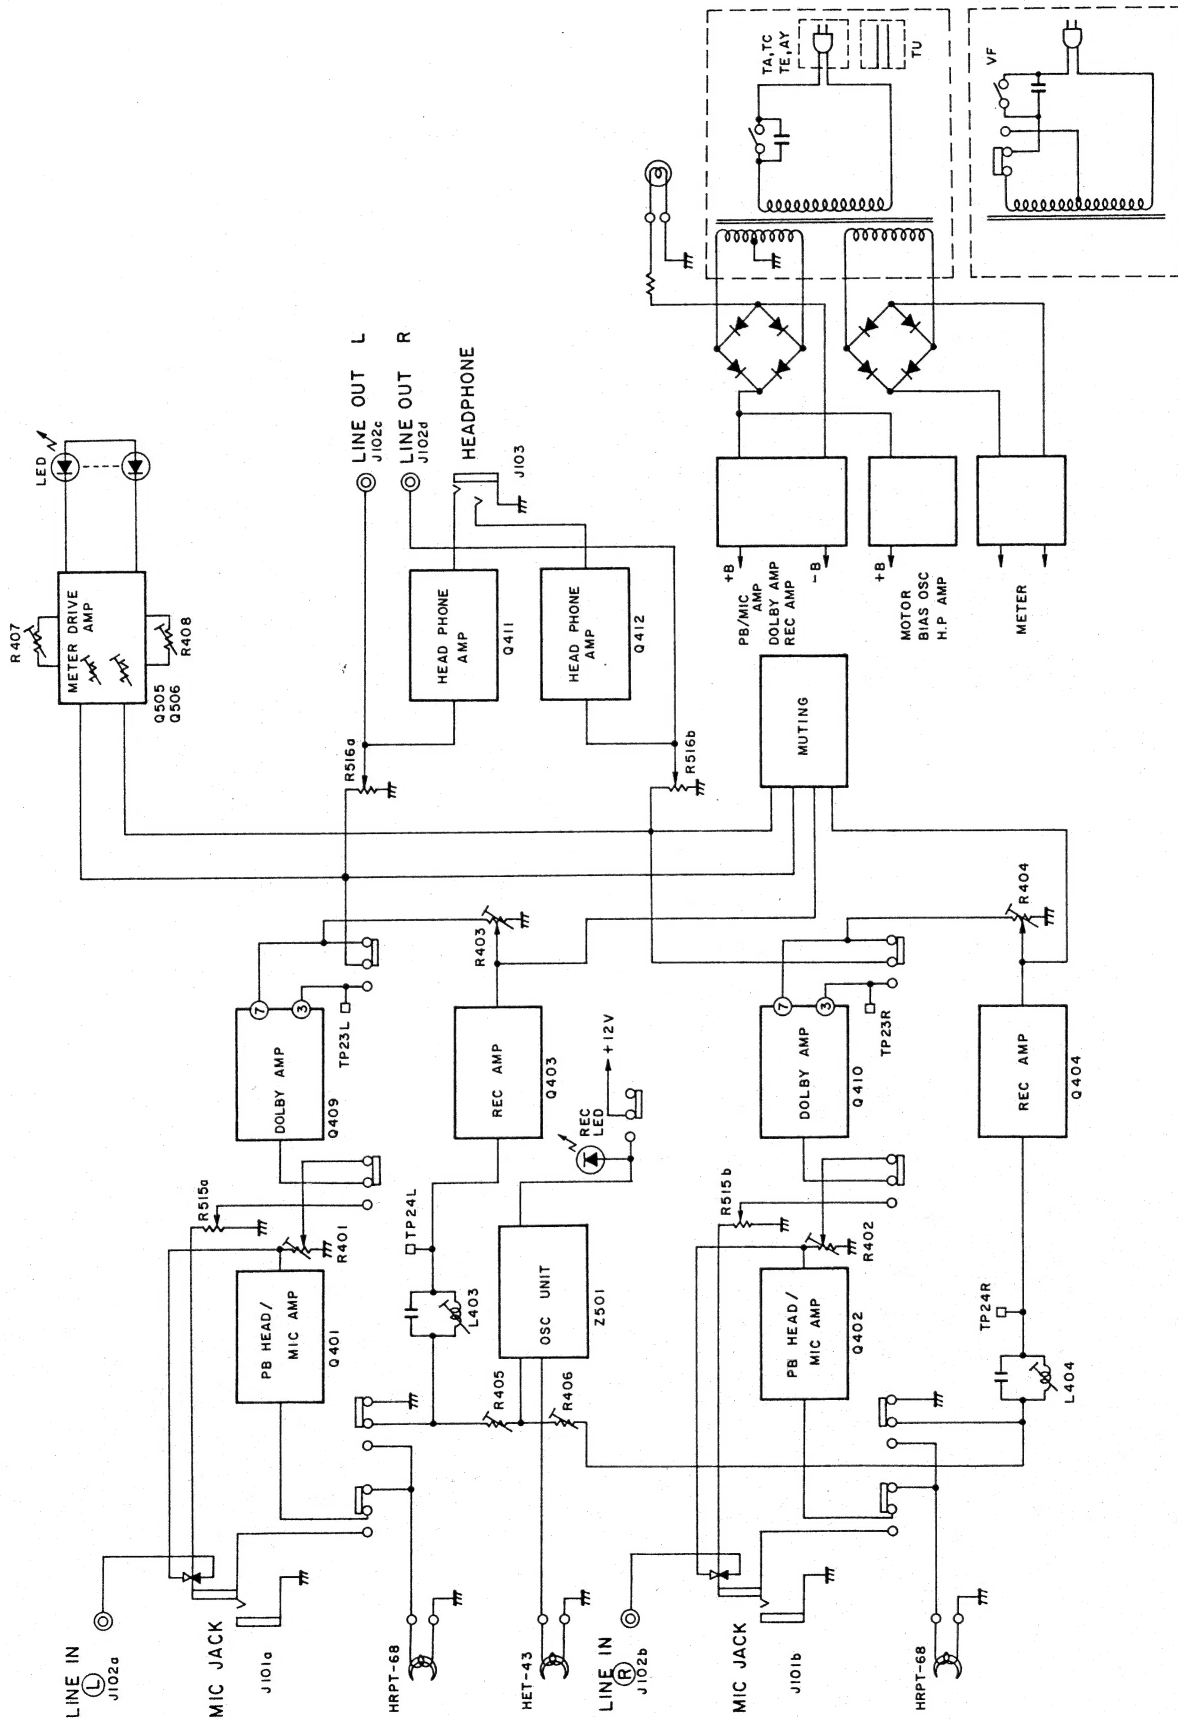 LINE IN
L
J102a
MIC JACK
J101a
PB HEAD/
MIC AMP
Q401
R515a
R401
DOLBY AMP
Q409
7
3
TP23L
R407
METER DRIVE
AMP
Q505
Q506
R408
LED
R516a
LINE OUT L
J102c
LINE OUT R
J102d
HEADPHONE
J103
HEAD PHONE
AMP
Q411
HEAD PHONE
AMP
Q412
R516b
HRPT-68
TP24L
L403
REC AMP
Q403
R403
HET-43
R405
R406
OSC UNIT
Z501
REC
LED
+12V
LINE IN
R
J102b
MIC JACK
J101b
PB HEAD/
MIC AMP
Q402
R515b
R402
DOLBY AMP
Q410
7
3
TP23R
HRPT-68
L404
TP24R
REC AMP
Q404
R404
MUTING
+B
PB/MIC
AMP
DOLBY AMP
REC AMP
-B
+B
MOTOR
BIAS OSC
H.P AMP
METER
TA,TC
TE,AY
TU
VF